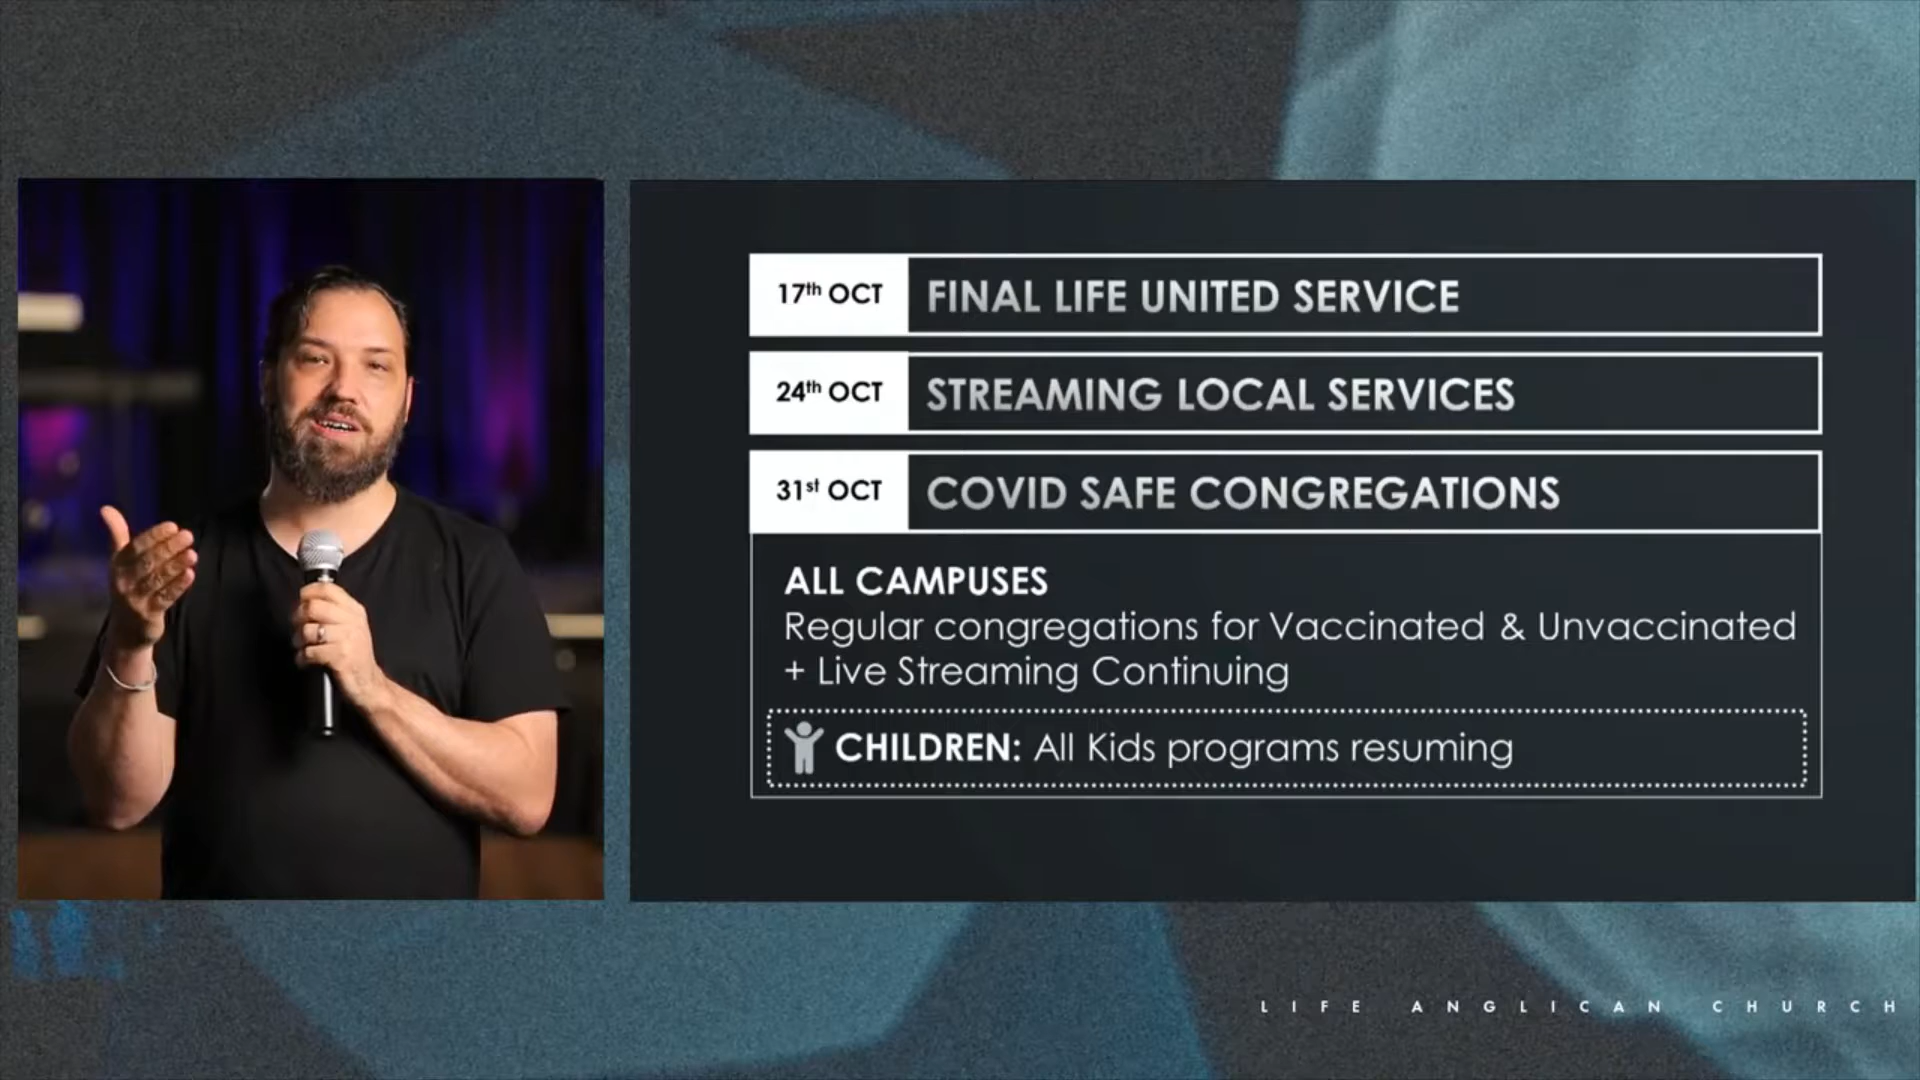 17th OCT FINAL LIFE UNITED SERVICE
24th OCT STREAMING LOCAL SERVICES
31st OCT COVID SAFE CONGREGATIONS
ALL CAMPUSES
Regular congregations for Vaccinated & Unvaccinated
+ Live Streaming Continuing
CHILDREN: All Kids programs resuming
LIFE ANGLICAN CHURCH